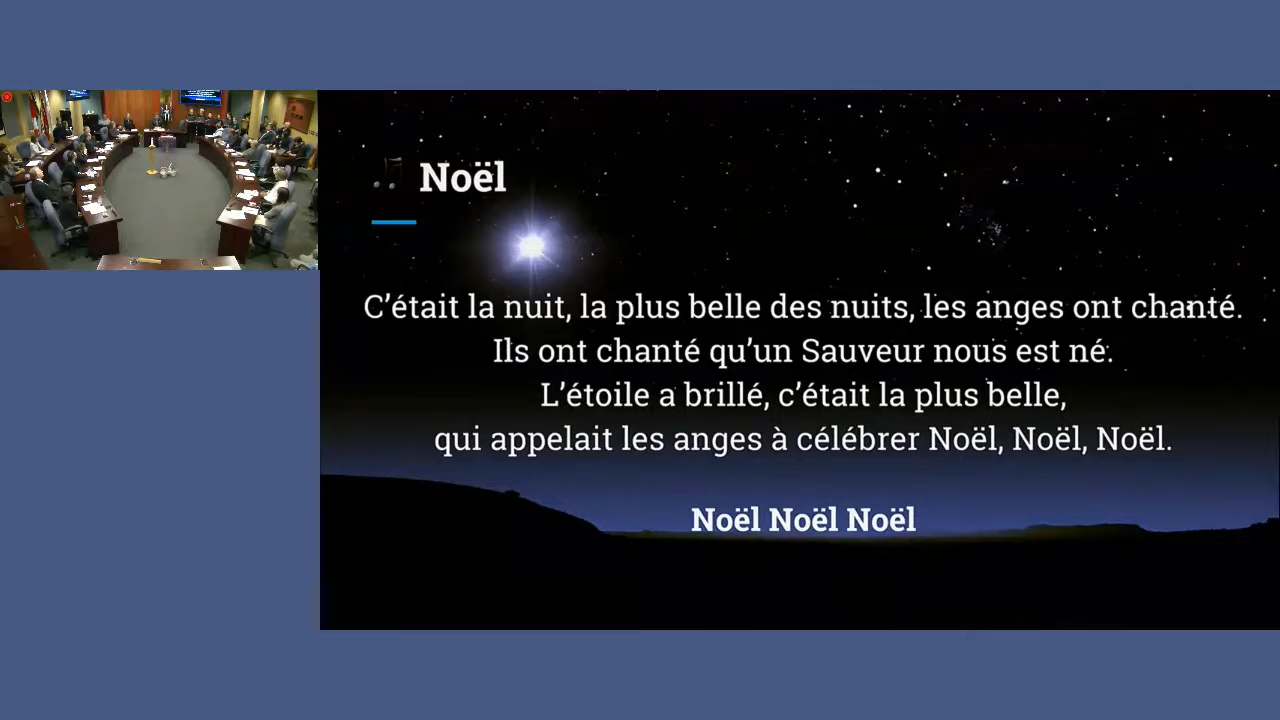 Noël
C’était la nuit, la plus belle des nuits, les anges ont chanté.
Ils ont chanté qu’un Sauveur nous est né.
L’étoile a brillé, c’était la plus belle,
qui appelait les anges à célébrer Noël, Noël, Noël.
Noël Noël Noël